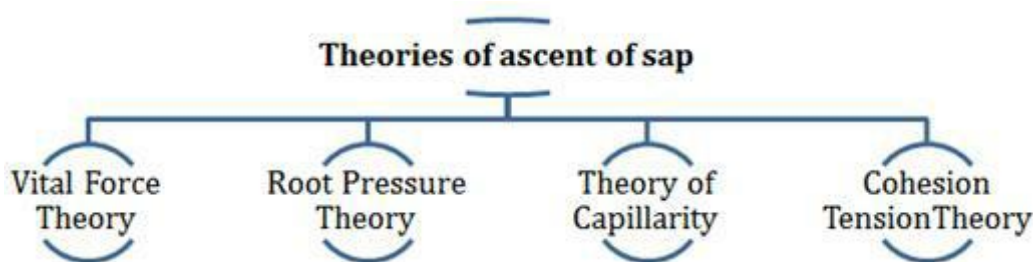 Theories of ascent of sap
Vital Force
Theory
Root Pressure
Theory
Theory of
Capillarity
Cohesion
TensionTheory